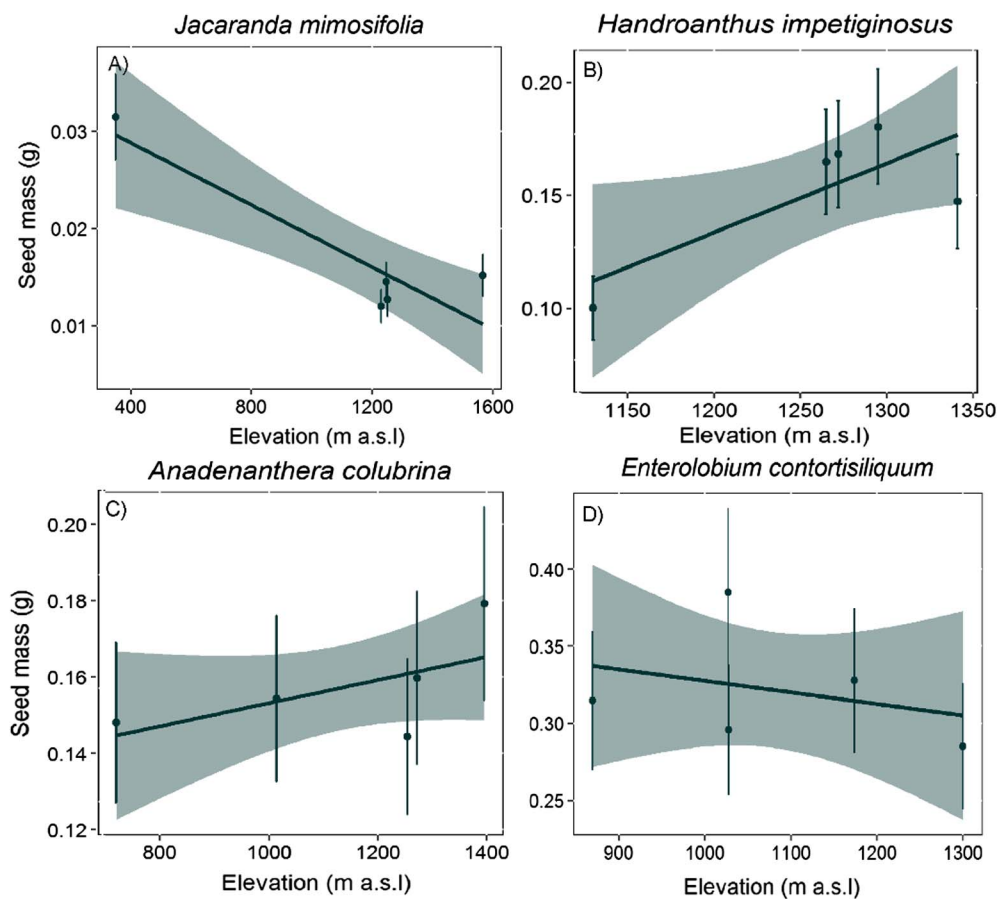 Jacaranda mimosifolia
A)
Seed mass (g)
0.03
0.02
0.01
400
800
1200
1600
Elevation (m a.s.l)
Handroanthus impetiginosus
B)
0.20
0.15
0.10
1150
1200
1250
1300
1350
Elevation (m a.s.l)
Anadenanthera colubrina
C)
Seed mass (g)
0.20
0.18
0.16
0.14
0.12
800
1000
1200
1400
Elevation (m a.s.l)
Enterolobium contortisiliquum
D)
0.40
0.35
0.30
0.25
900
1000
1100
1200
1300
Elevation (m a.s.l)